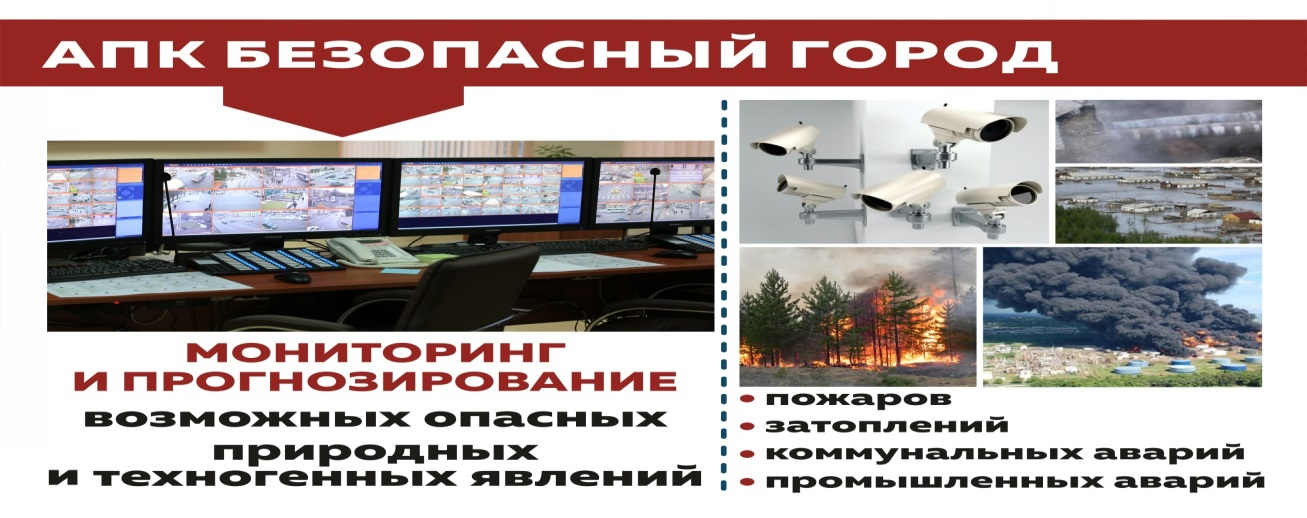 АПК БЕЗОПАСНЫЙ ГОРОД
МОНИТОРИНГ
И ПРОГНОЗИРОВАНИЕ
возможных опасных
природных
и техногенных явлений
• пожаров
• затоплений
• коммунальных аварий
• промышленных аварий